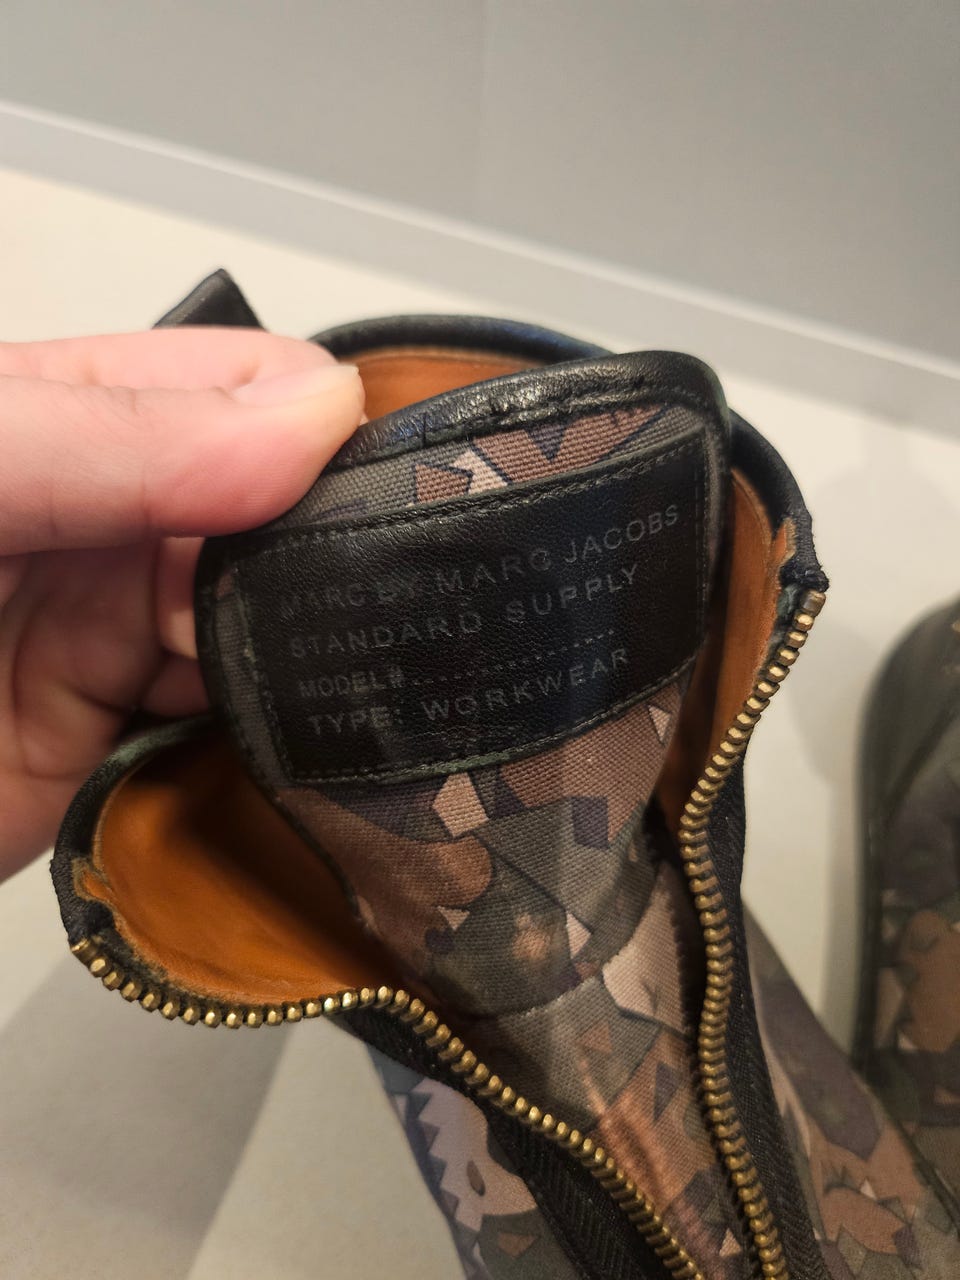 MARC BY MARC JACOBS
STANDARD SUPPLY
MODEL#...............
TYPE: WORKWEAR